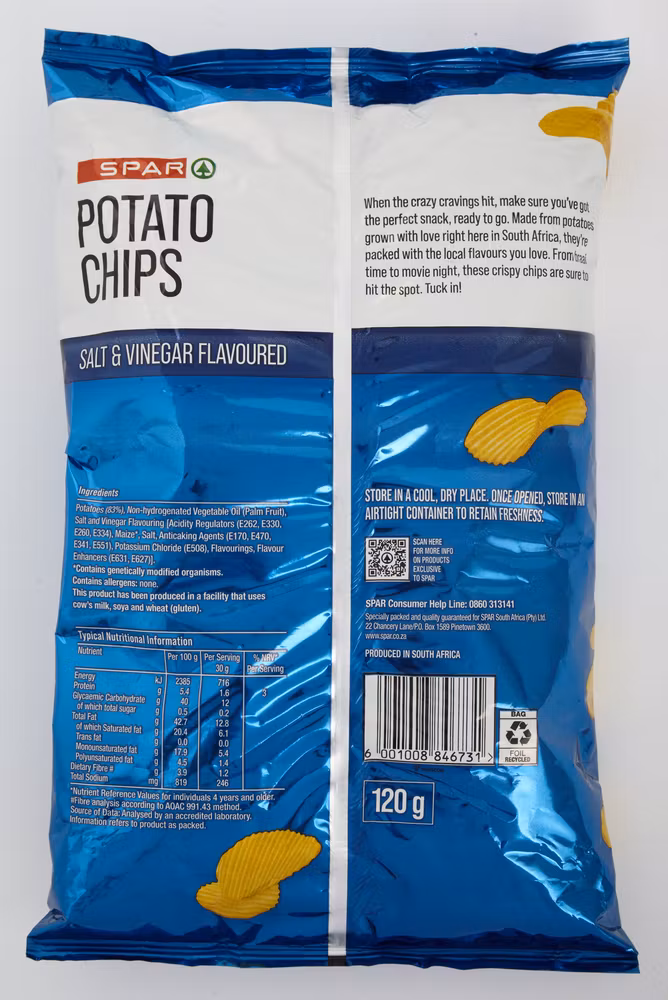 SPAR
POTATO
CHIPS
SALT & VINEGAR FLAVOURED
Ingredients
Potatoes (83%), Non-hydrogenated Vegetable Oil (Palm Fruit),
Salt and Vinegar Flavouring [Acidity Regulators (E262, E330,
E260, E334), Maize*, Salt, Anticaking Agents (E170, E470,
E341, E551), Potassium Chloride (E508), Flavourings, Flavour
Enhancers (E631, E627)].
*Contains genetically modified organisms.
Contains allergens: none.
This product has been produced in a facility that uses
cow's milk, soya and wheat (gluten).
Typical Nutritional Information
Nutrient Per 100 g Per Serving 30 g % NRV* Per Serving
Energy kJ 2385 716
Protein g 5.4 1.6 3
Glycaemic Carbohydrate g 40 12
of which total sugar g 0.5 0.2
Total Fat g 42.7 12.8
of which Saturated fat g 20.4 6.1
Trans fat g 0.0 0.0
Monounsaturated fat g 17.9 5.4
Polyunsaturated fat g 4.5 1.4
Dietary Fibre # g 3.9 1.2
Total Sodium mg 819 246
*Nutrient Reference Values for individuals 4 years and older.
#Fibre analysis according to AOAC 991.43 method.
Source of Data: Analysed by an accredited laboratory.
Information refers to product as packed.
When the crazy cravings hit, make sure you've got
the perfect snack, ready to go. Made from potatoes
grown with love right here in South Africa, they're
packed with the local flavours you love. From braai
time to movie night, these crispy chips are sure to
hit the spot. Tuck in!
STORE IN A COOL, DRY PLACE. ONCE OPENED, STORE IN AN
AIRTIGHT CONTAINER TO RETAIN FRESHNESS.
SCAN HERE
FOR MORE INFO
ON PRODUCTS
EXCLUSIVE
TO SPAR
SPAR Consumer Help Line: 0860 313141
Specially packed and quality guaranteed for SPAR South Africa (Pty) Ltd.
22 Chancery Lane/P.O. Box 1589 Pinetown 3600.
www.spar.co.za
PRODUCED IN SOUTH AFRICA
6 001008 846731 >
BAG
FOIL
RECYCLED
120 g